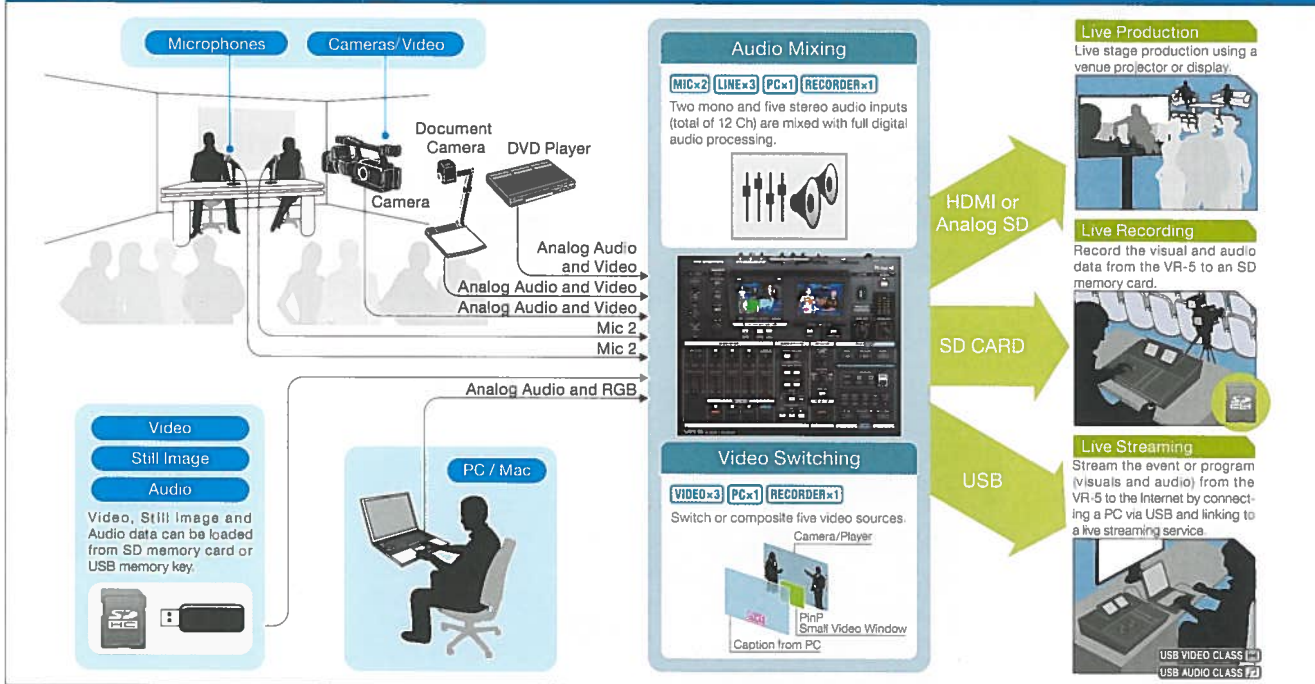 Microphones
Cameras/Video
Document
Camera
DVD Player
Camera
Analog Audio
and Video
Analog Audio and Video
Analog Audio and Video
Mic 2
Mic 2
Analog Audio and RGB
Video
Still Image
Audio
Video, Still Image and
Audio data can be loaded
from SD memory card or
USB memory key.
SD
HC
PC / Mac
Audio Mixing
MIC×2 LINE×3 PC×1 RECORDER×1
Two mono and five stereo audio inputs
(total of 12 Ch) are mixed with full digital
audio processing.
VR-5
Video Switching
VIDEO×3 PC×1 RECORDER×1
Switch or composite five video sources.
Camera/Player
PinP
Small Video Window
Caption from PC
HDMI or
Analog SD
SD CARD
USB
Live Production
Live stage production using a
venue projector or display.
Live Recording
Record the visual and audio
data from the VR-5 to an SD
memory card.
Live Streaming
Stream the event or program
(visuals and audio) from the
VR-5 to the Internet by connect-
ing a PC via USB and linking to
a live streaming service.
USB VIDEO CLASS
USB AUDIO CLASS